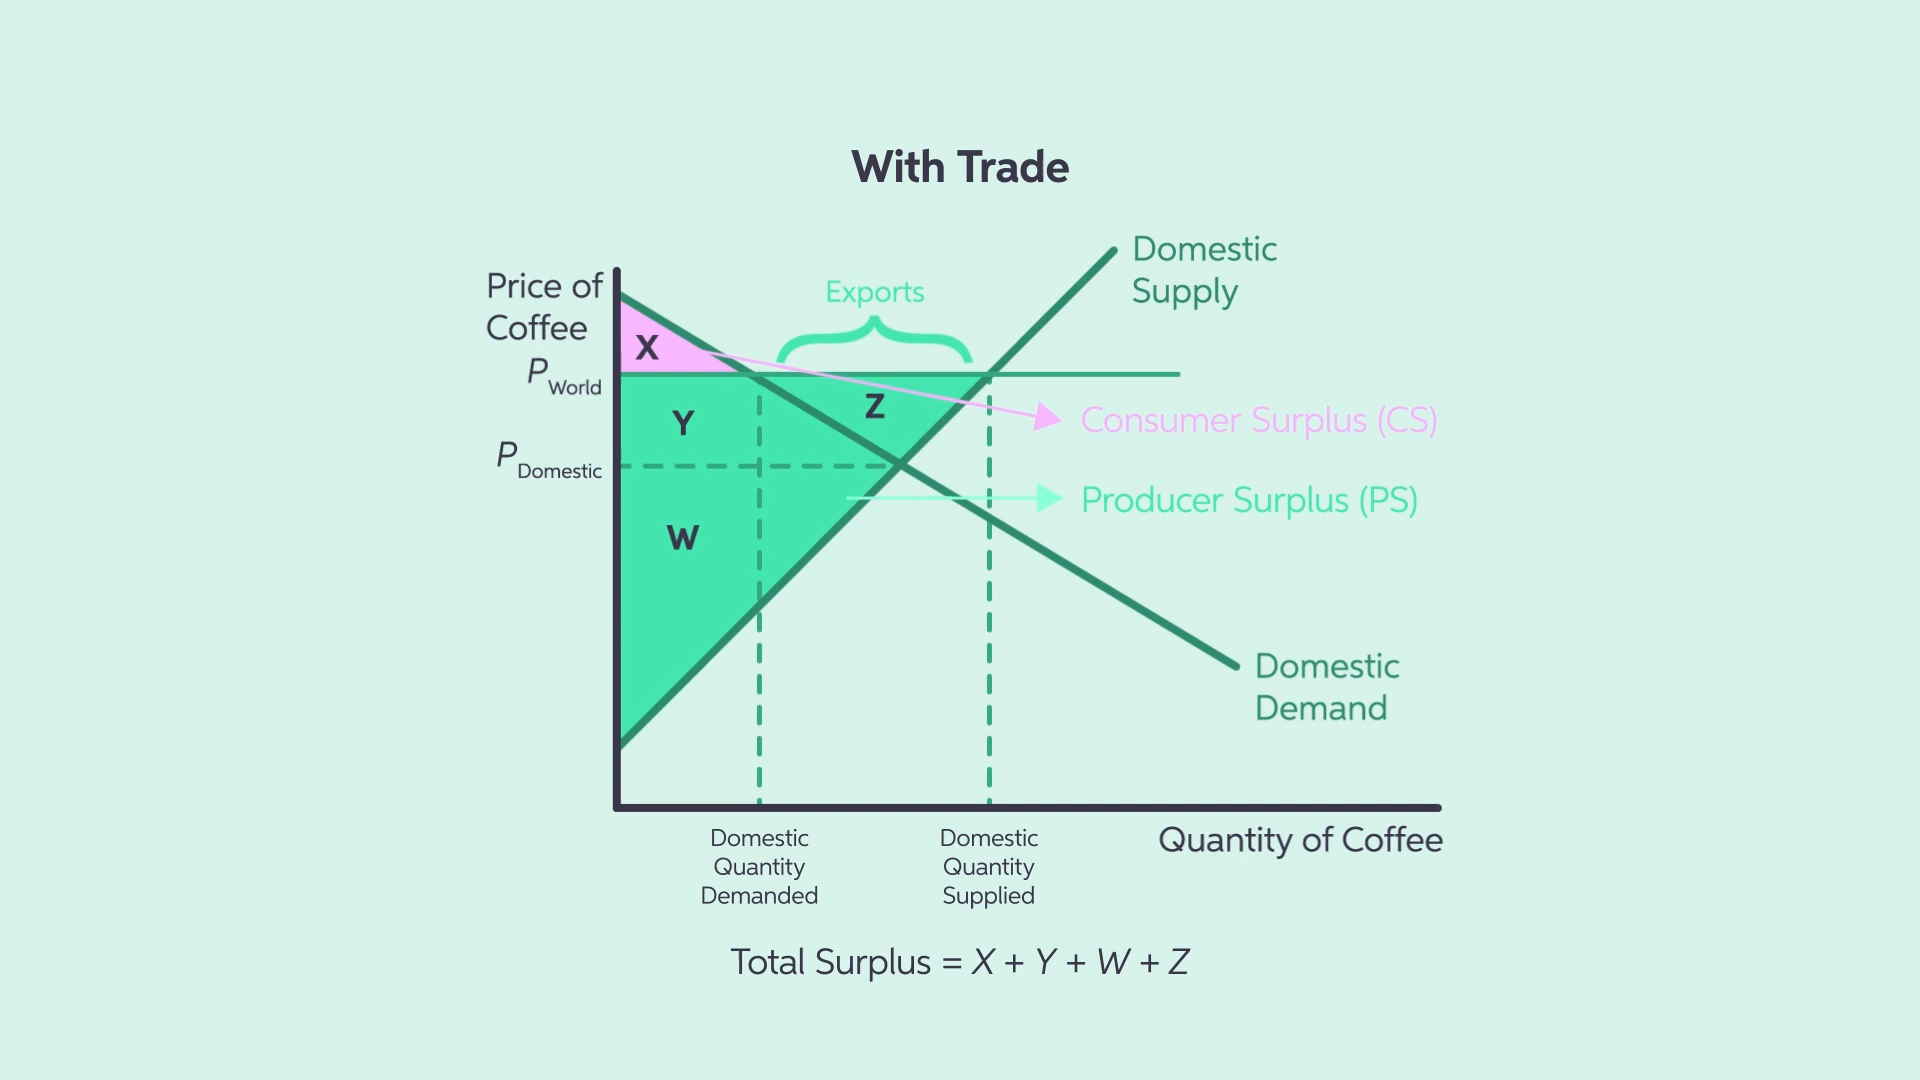 With Trade
Domestic
Supply
Price of
Coffee
Exports
X
P World
Z
Y
Consumer Surplus (CS)
P Domestic
Producer Surplus (PS)
W
Domestic
Demand
Domestic
Quantity
Demanded
Domestic
Quantity
Supplied
Quantity of Coffee
Total Surplus = X + Y + W + Z